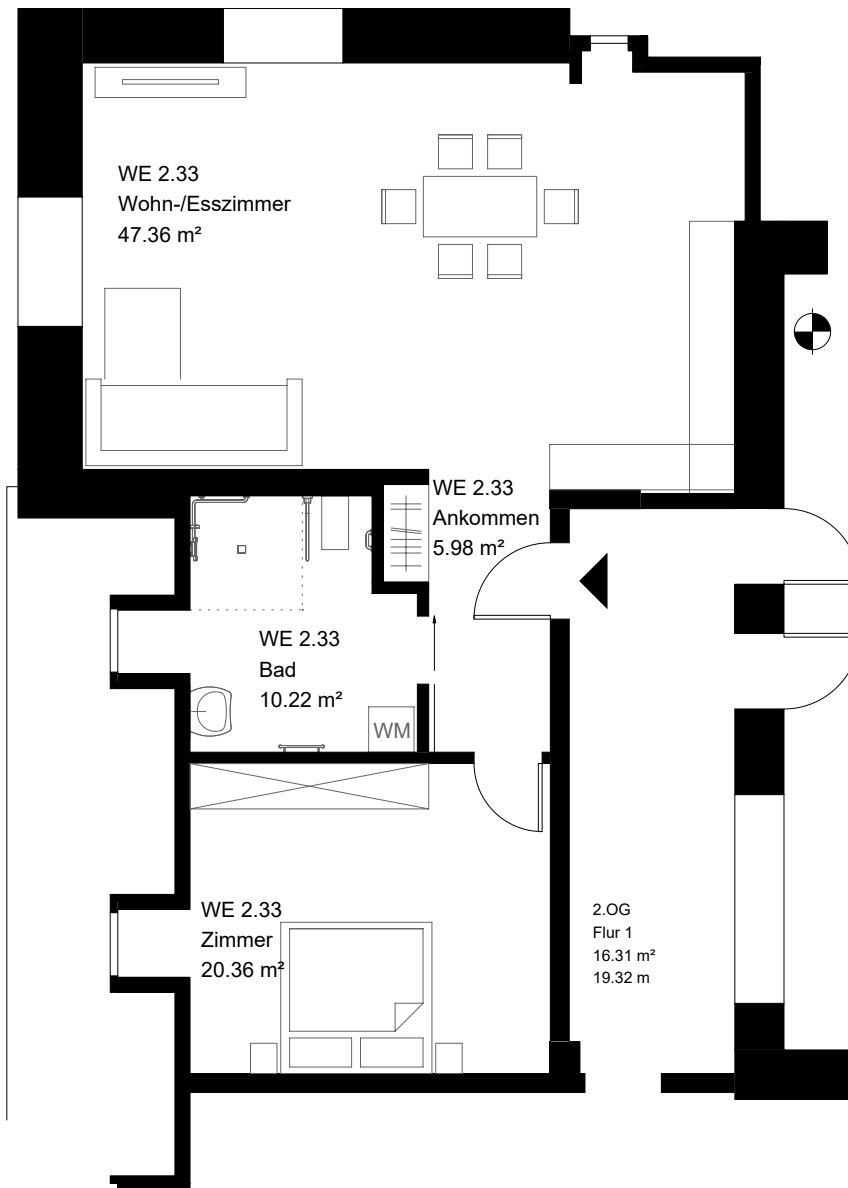 WE 2.33
Wohn-/Esszimmer
47.36 m²
WE 2.33
Ankommen
5.98 m²
WE 2.33
Bad
10.22 m²
WM
WE 2.33
Zimmer
20.36 m²
2.OG
Flur 1
16.31 m²
19.32 m